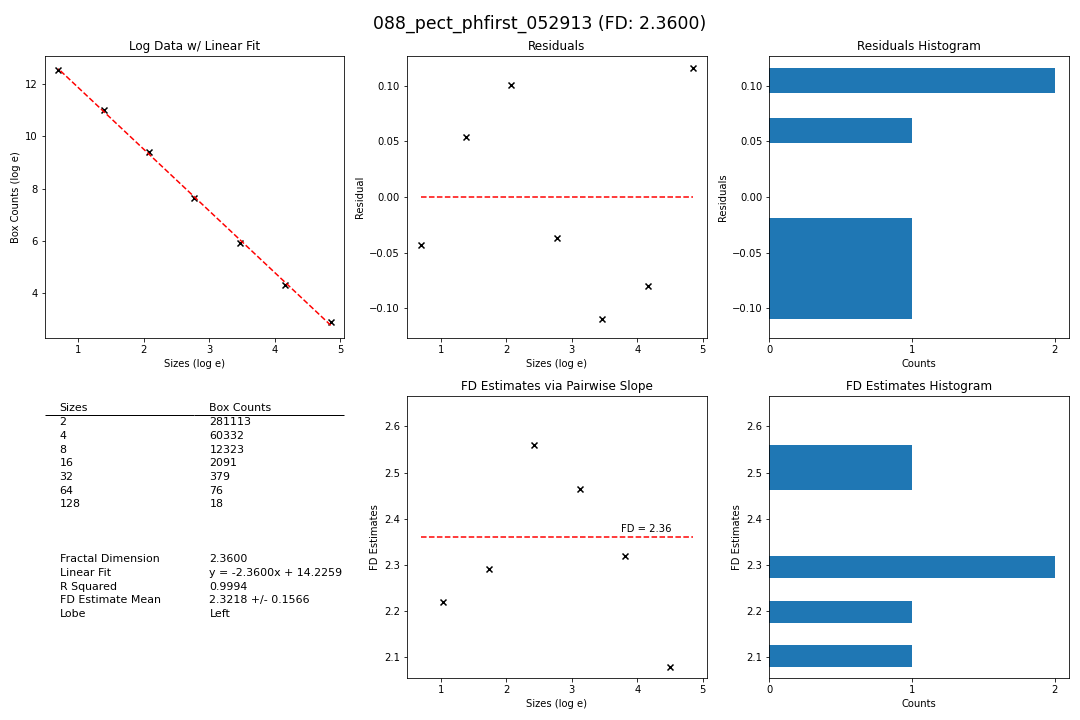 088_pect_phfirst_052913 (FD: 2.3600)
Log Data w/ Linear Fit
Box Counts (log e)
12
10
8
6
4
1 2 3 4 5
Sizes (log e)
Residuals
Residual
0.10
0.05
0.00
−0.05
−0.10
1 2 3 4 5
Sizes (log e)
Residuals Histogram
Residuals
0.10
0.05
0.00
−0.05
−0.10
0 1 2
Counts
Sizes Box Counts
2 281113
4 60332
8 12323
16 2091
32 379
64 76
128 18
Fractal Dimension 2.3600
Linear Fit y = -2.3600x + 14.2259
R Squared 0.9994
FD Estimate Mean 2.3218 +/- 0.1566
Lobe Left
FD Estimates via Pairwise Slope
FD Estimates
2.6
2.5
2.4
2.3
2.2
2.1
FD = 2.36
1 2 3 4 5
Sizes (log e)
FD Estimates Histogram
FD Estimates
2.6
2.5
2.4
2.3
2.2
2.1
0 1 2
Counts